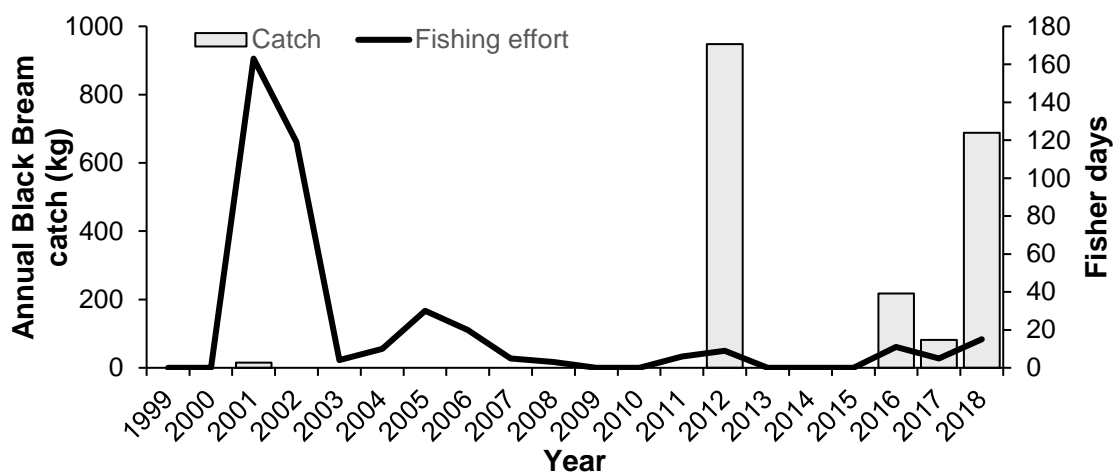 Catch Fishing effort
Annual Black Bream
catch (kg)
1000
800
600
400
200
0
180
160
140
120
100
80
60
40
20
0
Fisher days
1999 2000 2001 2002 2003 2004 2005 2006 2007 2008 2009 2010 2011 2012 2013 2014 2015 2016 2017 2018
Year